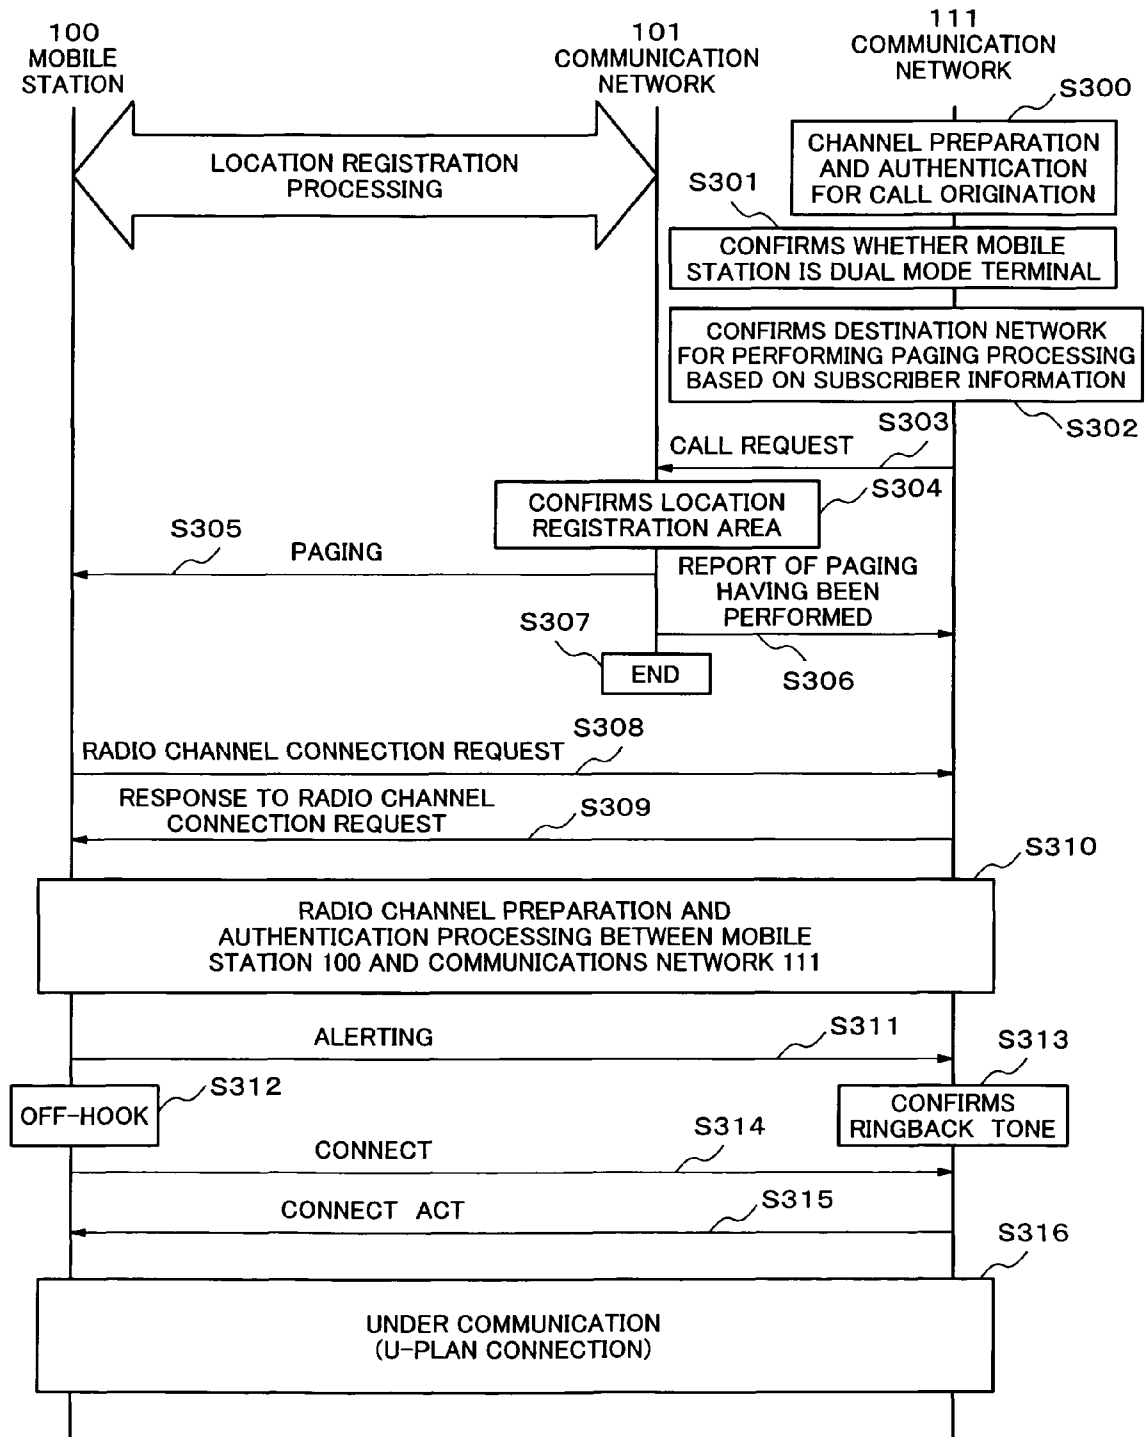 100
MOBILE
STATION
101
COMMUNICATION
NETWORK
111
COMMUNICATION
NETWORK
S300
CHANNEL PREPARATION
AND AUTHENTICATION
FOR CALL ORIGINATION
LOCATION REGISTRATION
PROCESSING
S301
CONFIRMS WHETHER MOBILE
STATION IS DUAL MODE TERMINAL
CONFIRMS DESTINATION NETWORK
FOR PERFORMING PAGING PROCESSING
BASED ON SUBSCRIBER INFORMATION
S302
S303
CALL REQUEST
S304
CONFIRMS LOCATION
REGISTRATION AREA
S305
PAGING
REPORT OF PAGING
HAVING BEEN
PERFORMED
S306
S307
END
S308
RADIO CHANNEL CONNECTION REQUEST
RESPONSE TO RADIO CHANNEL
CONNECTION REQUEST
S309
S310
RADIO CHANNEL PREPARATION AND
AUTHENTICATION PROCESSING BETWEEN MOBILE
STATION 100 AND COMMUNICATIONS NETWORK 111
ALERTING
S311
S312
OFF-HOOK
S313
CONFIRMS
RINGBACK TONE
CONNECT
S314
CONNECT ACT
S315
S316
UNDER COMMUNICATION
(U-PLAN CONNECTION)